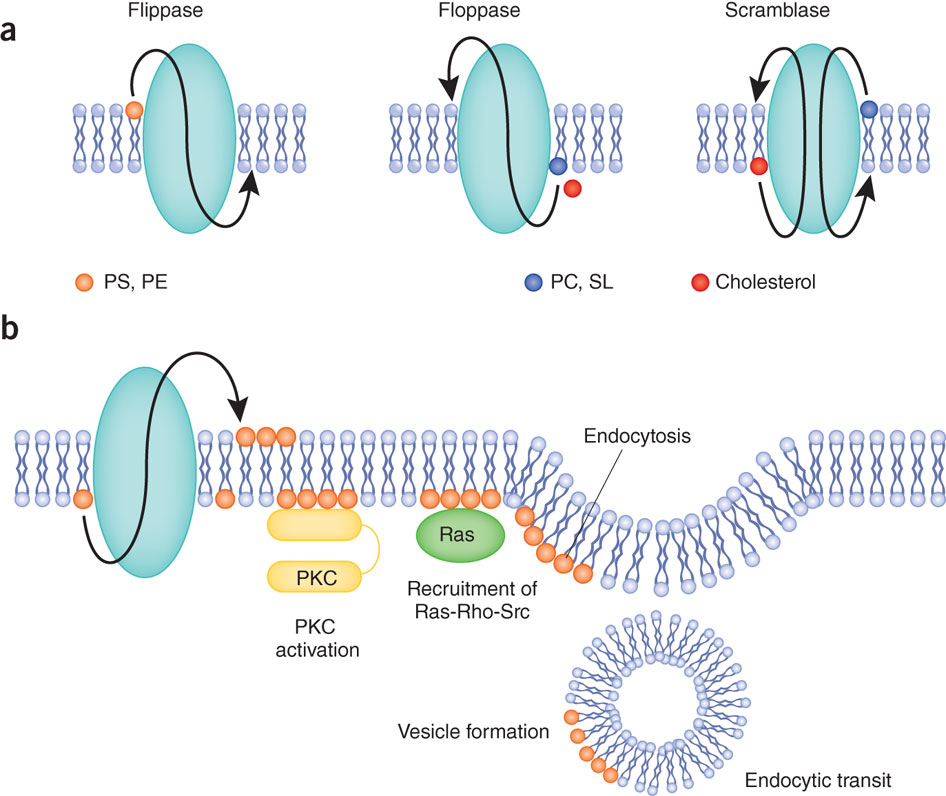 a
Flippase
Floppase
Scramblase
PS, PE
PC, SL
Cholesterol
b
Endocytosis
Ras
PKC
Recruitment of
Ras-Rho-Src
PKC
activation
Vesicle formation
Endocytic transit